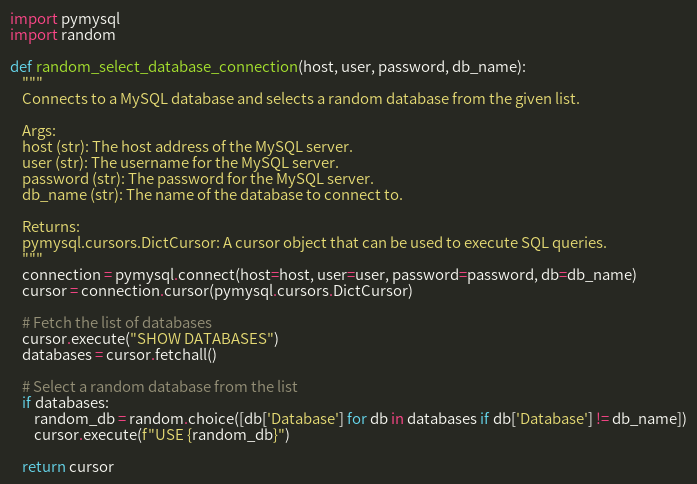 import pymysql
import random

def random_select_database_connection(host, user, password, db_name):
    """
    Connects to a MySQL database and selects a random database from the given list.

    Args:
    host (str): The host address of the MySQL server.
    user (str): The username for the MySQL server.
    password (str): The password for the MySQL server.
    db_name (str): The name of the database to connect to.

    Returns:
    pymysql.cursors.DictCursor: A cursor object that can be used to execute SQL queries.
    """
    connection = pymysql.connect(host=host, user=user, password=password, db=db_name)
    cursor = connection.cursor(pymysql.cursors.DictCursor)

    # Fetch the list of databases
    cursor.execute("SHOW DATABASES")
    databases = cursor.fetchall()

    # Select a random database from the list
    if databases:
        random_db = random.choice([db['Database'] for db in databases if db['Database'] != db_name])
        cursor.execute(f"USE {random_db}")

    return cursor